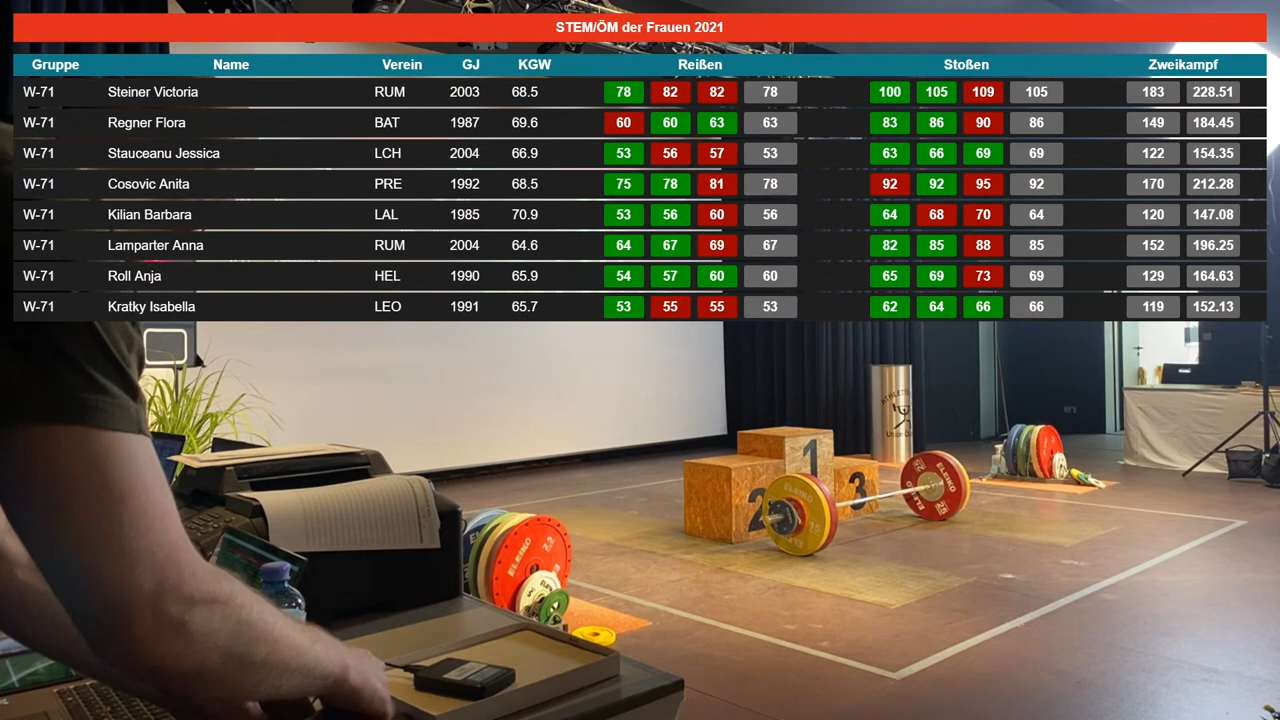 STEM/ÖM der Frauen 2021
Gruppe Name Verein GJ KGW Reißen Stoßen Zweikampf
W-71 Steiner Victoria RUM 2003 68.5 78 82 82 78 100 105 109 105 183 228.51
W-71 Regner Flora BAT 1987 69.6 60 60 63 63 83 86 90 86 149 184.45
W-71 Stauceanu Jessica LCH 2004 66.9 53 56 57 53 63 66 69 69 122 154.35
W-71 Cosovic Anita PRE 1992 68.5 75 78 81 78 92 92 95 92 170 212.28
W-71 Kilian Barbara LAL 1985 70.9 53 56 60 56 64 68 70 64 120 147.08
W-71 Lamparter Anna RUM 2004 64.6 64 67 69 67 82 85 88 85 152 196.25
W-71 Roll Anja HEL 1990 65.9 54 57 60 60 65 69 73 69 129 164.63
W-71 Kratky Isabella LEO 1991 65.7 53 55 55 53 62 64 66 66 119 152.13
Union
1
2
3
ELEIKO
15
ELEIKO
25
ELEIKO
25
ELEIKO
5